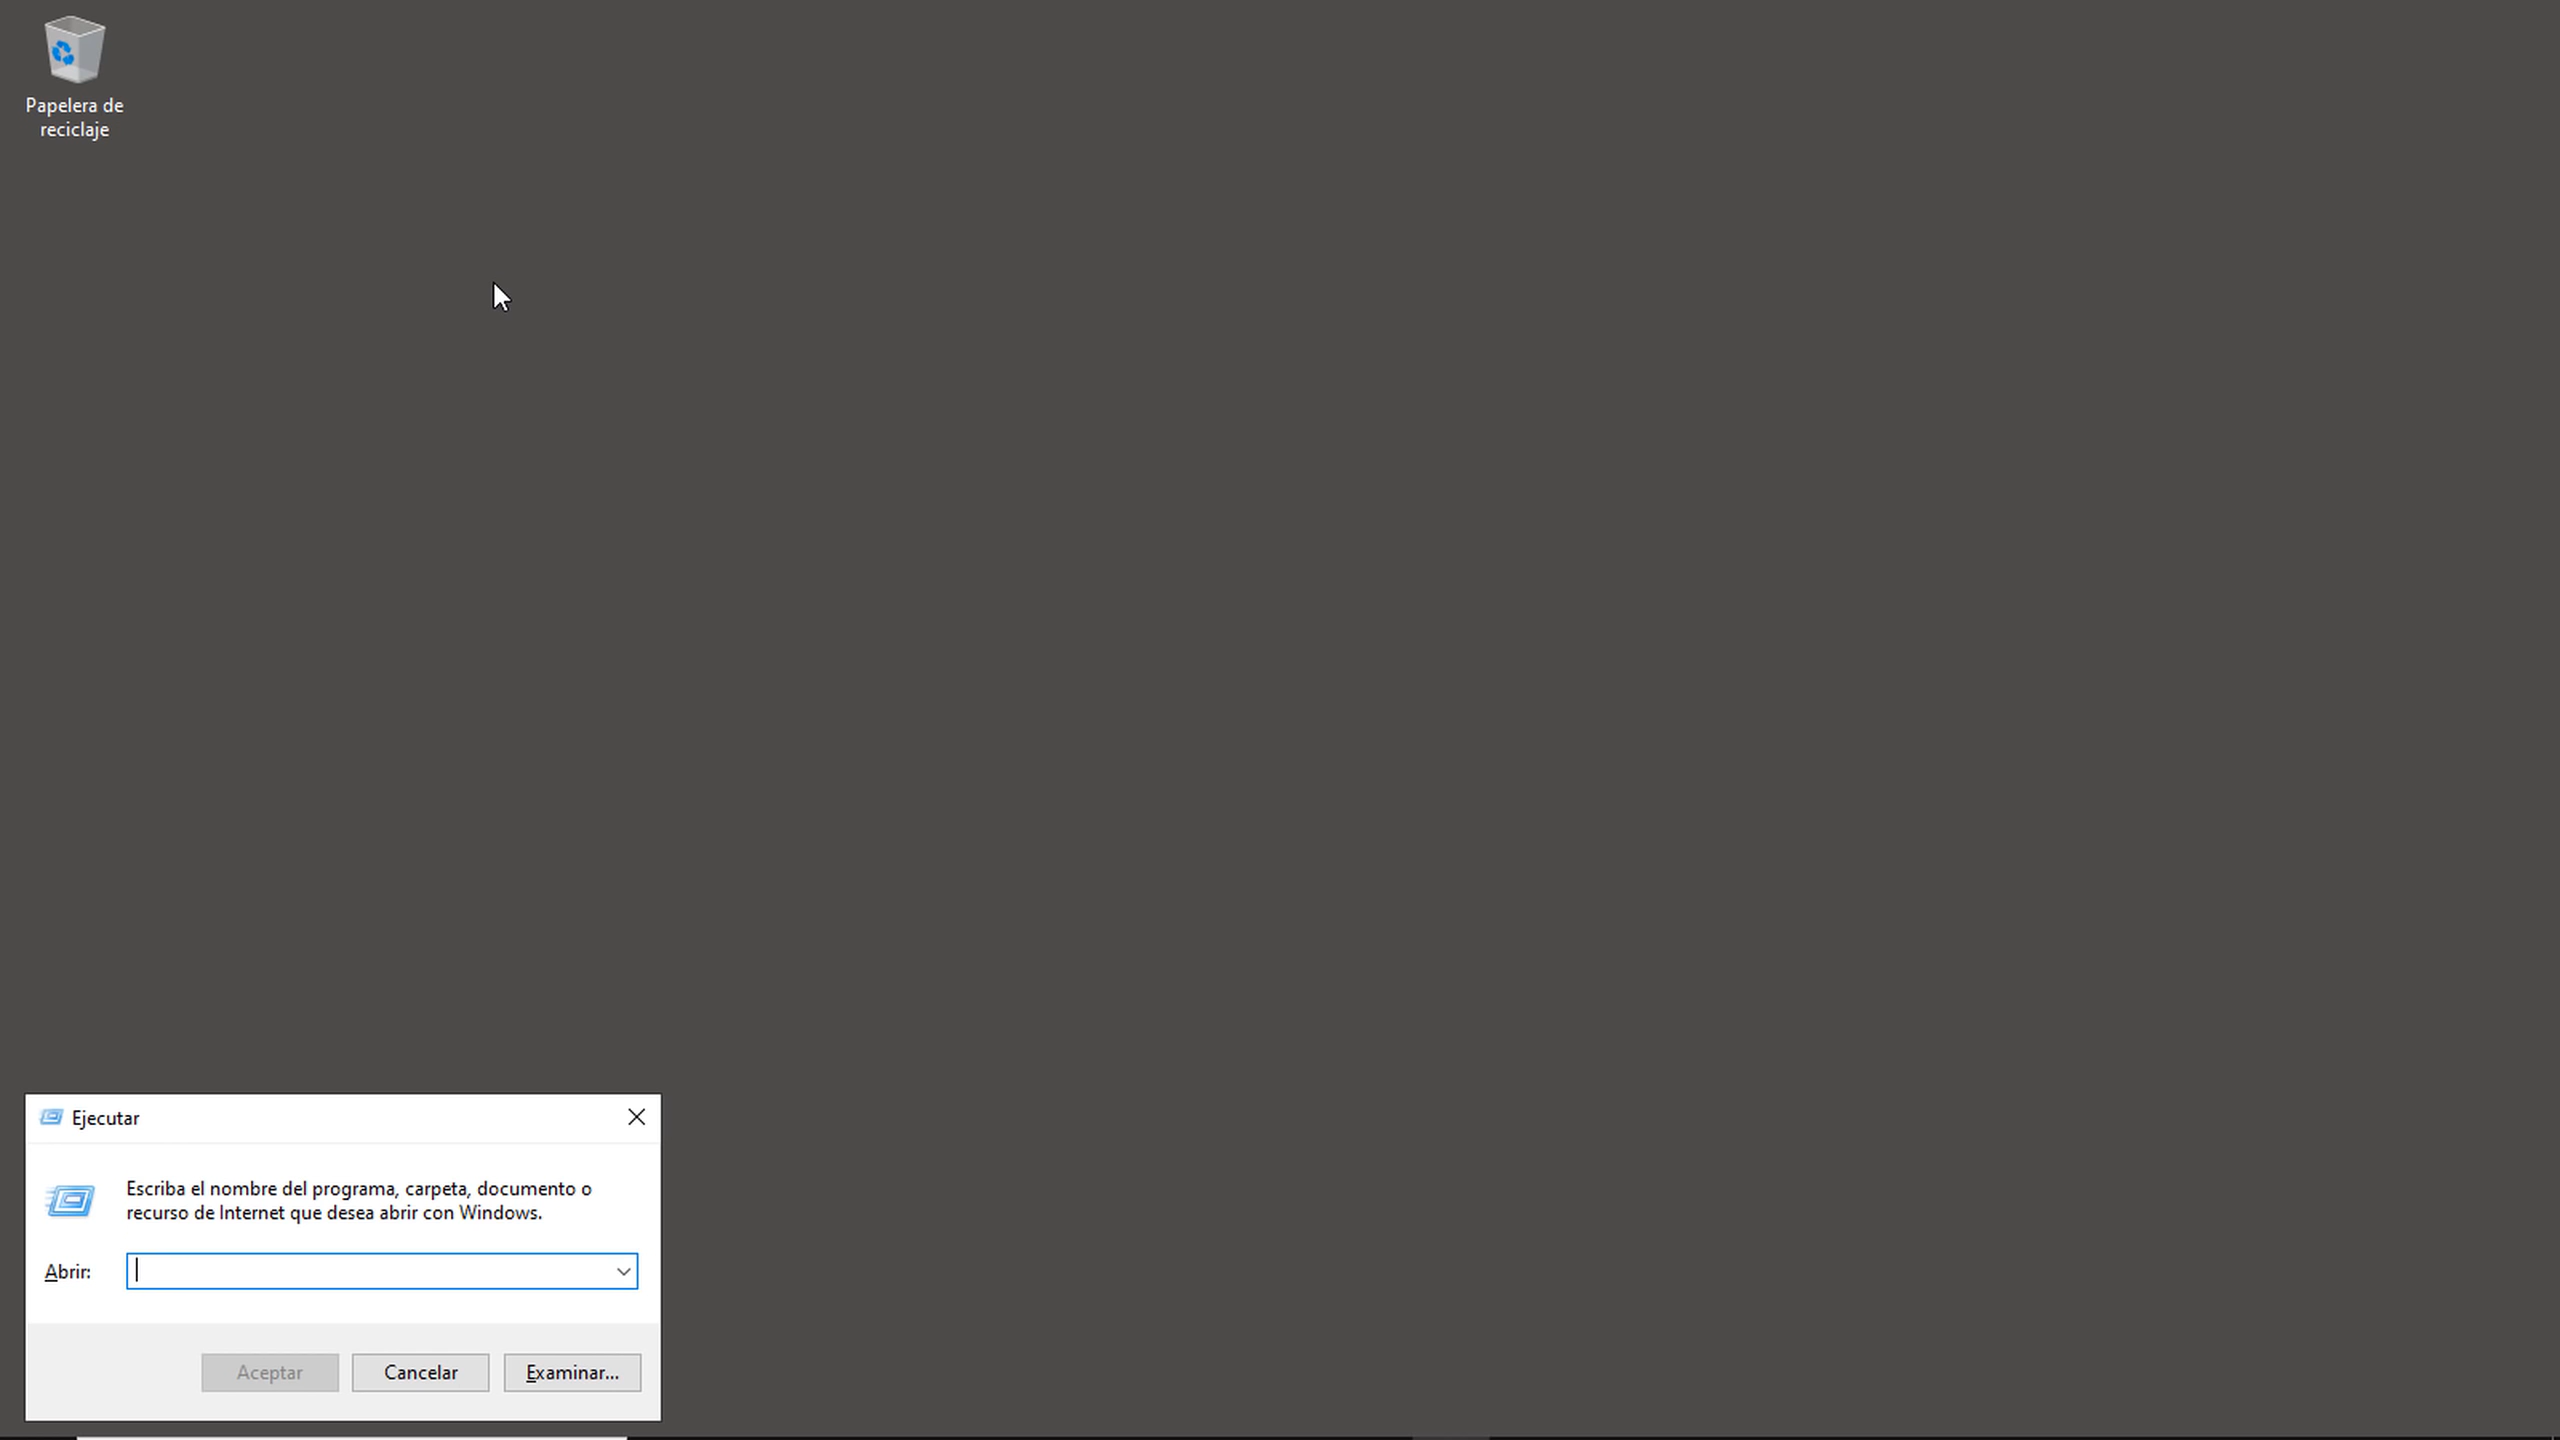 Papelera de
reciclaje
Ejecutar
Escriba el nombre del programa, carpeta, documento o
recurso de Internet que desea abrir con Windows.
Abrir:
Aceptar
Cancelar
Examinar...